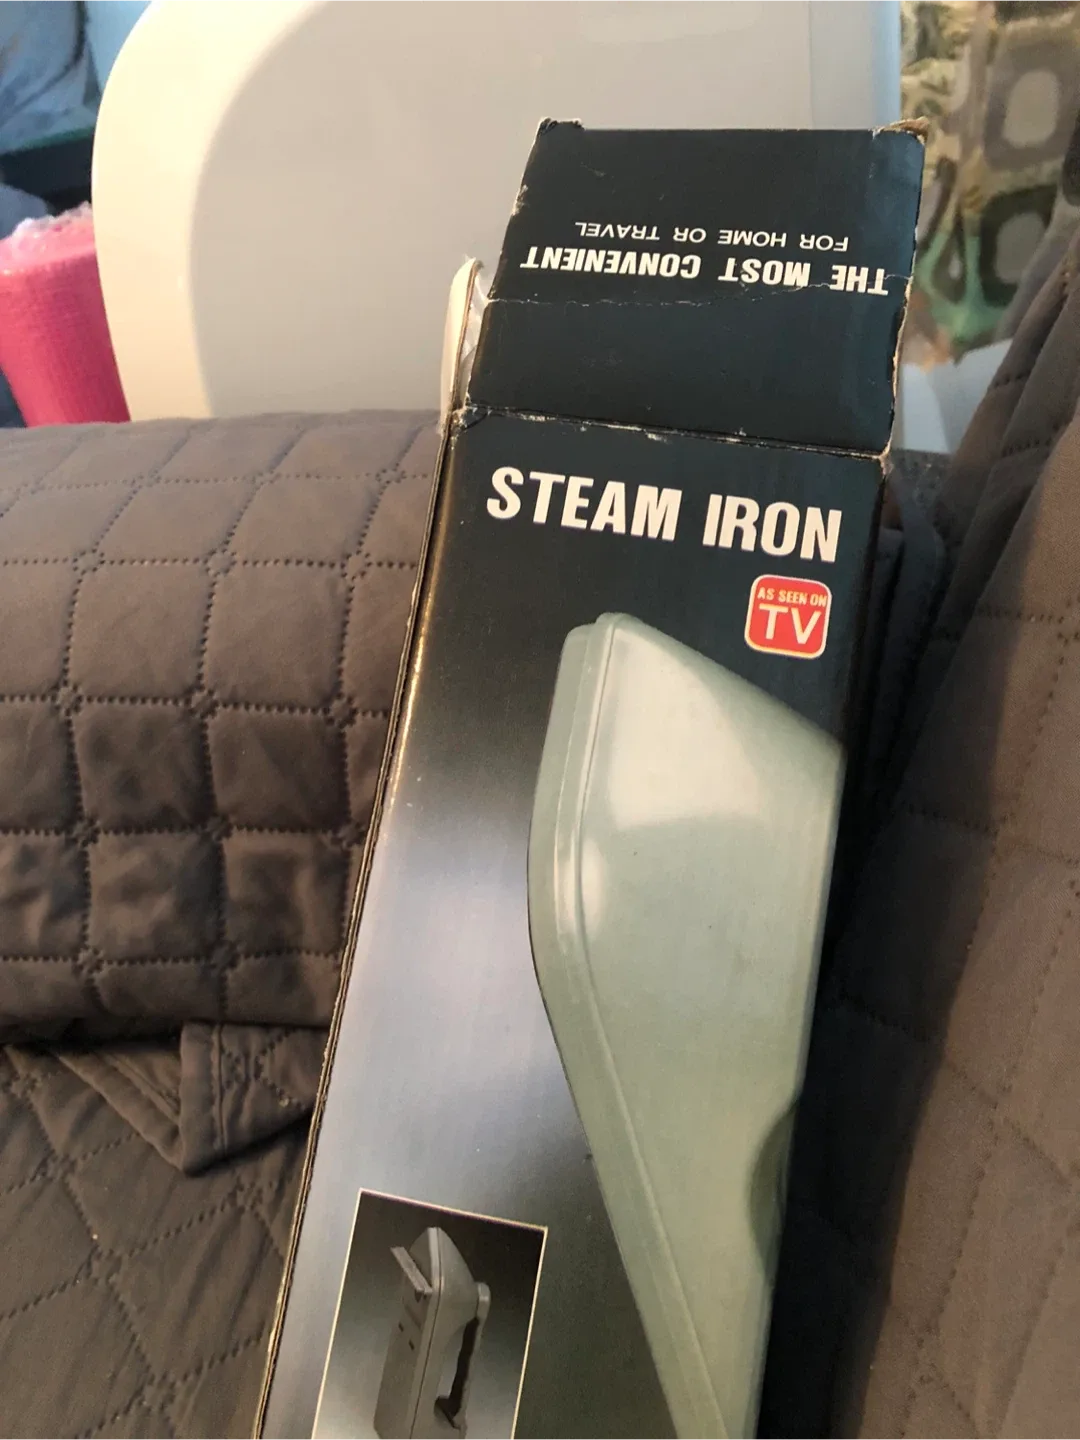 THE MOST CONVENIENT
FOR HOME OR TRAVEL
STEAM IRON
AS SEEN ON
TV